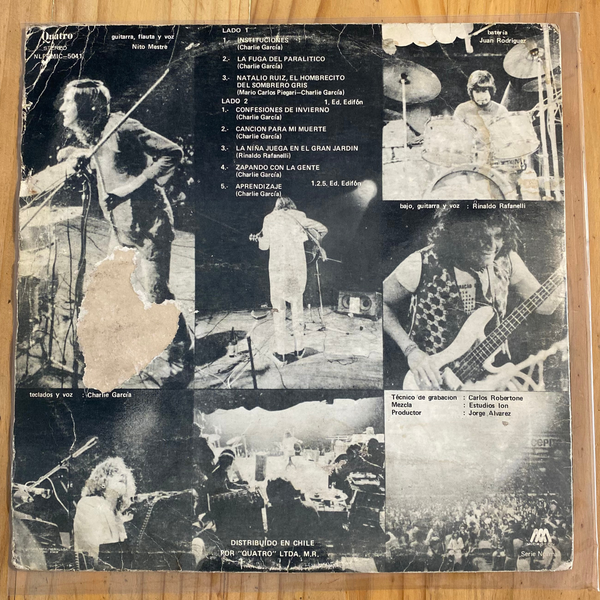 Quatro
STEREO
NLP-MIC-5041
guitarra, flauta y voz
Nito Mestre
LADO 1
1.- INSTITUCIONES
(Charlie García)
2.- LA FUGA DEL PARALITICO
(Charlie García)
3.- NATALIO RUIZ, EL HOMBRECITO
DEL SOMBRERO GRIS
(Mario Carlos Piegari-Charlie García)
1, Ed. Edifón
LADO 2
1.- CONFESIONES DE INVIERNO
(Charlie García)
2.- CANCION PARA MI MUERTE
(Charlie García)
3.- LA NIÑA JUEGA EN EL GRAN JARDIN
(Rinaldo Rafanelli)
4.- ZAPANDO CON LA GENTE
(Charlie García)
5.- APRENDIZAJE
(Charlie García)
1,2,5, Ed. Edifón
batería
Juan Rodríguez
bajo, guitarra y voz : Rinaldo Rafanelli
teclados y voz : Charlie García
Técnico de grabacion : Carlos Robertone
Mezcla : Estudios Ion
Productor : Jorge Alvarez
DISTRIBUIDO EN CHILE
POR "QUATRO" LTDA. M.R.
Serie